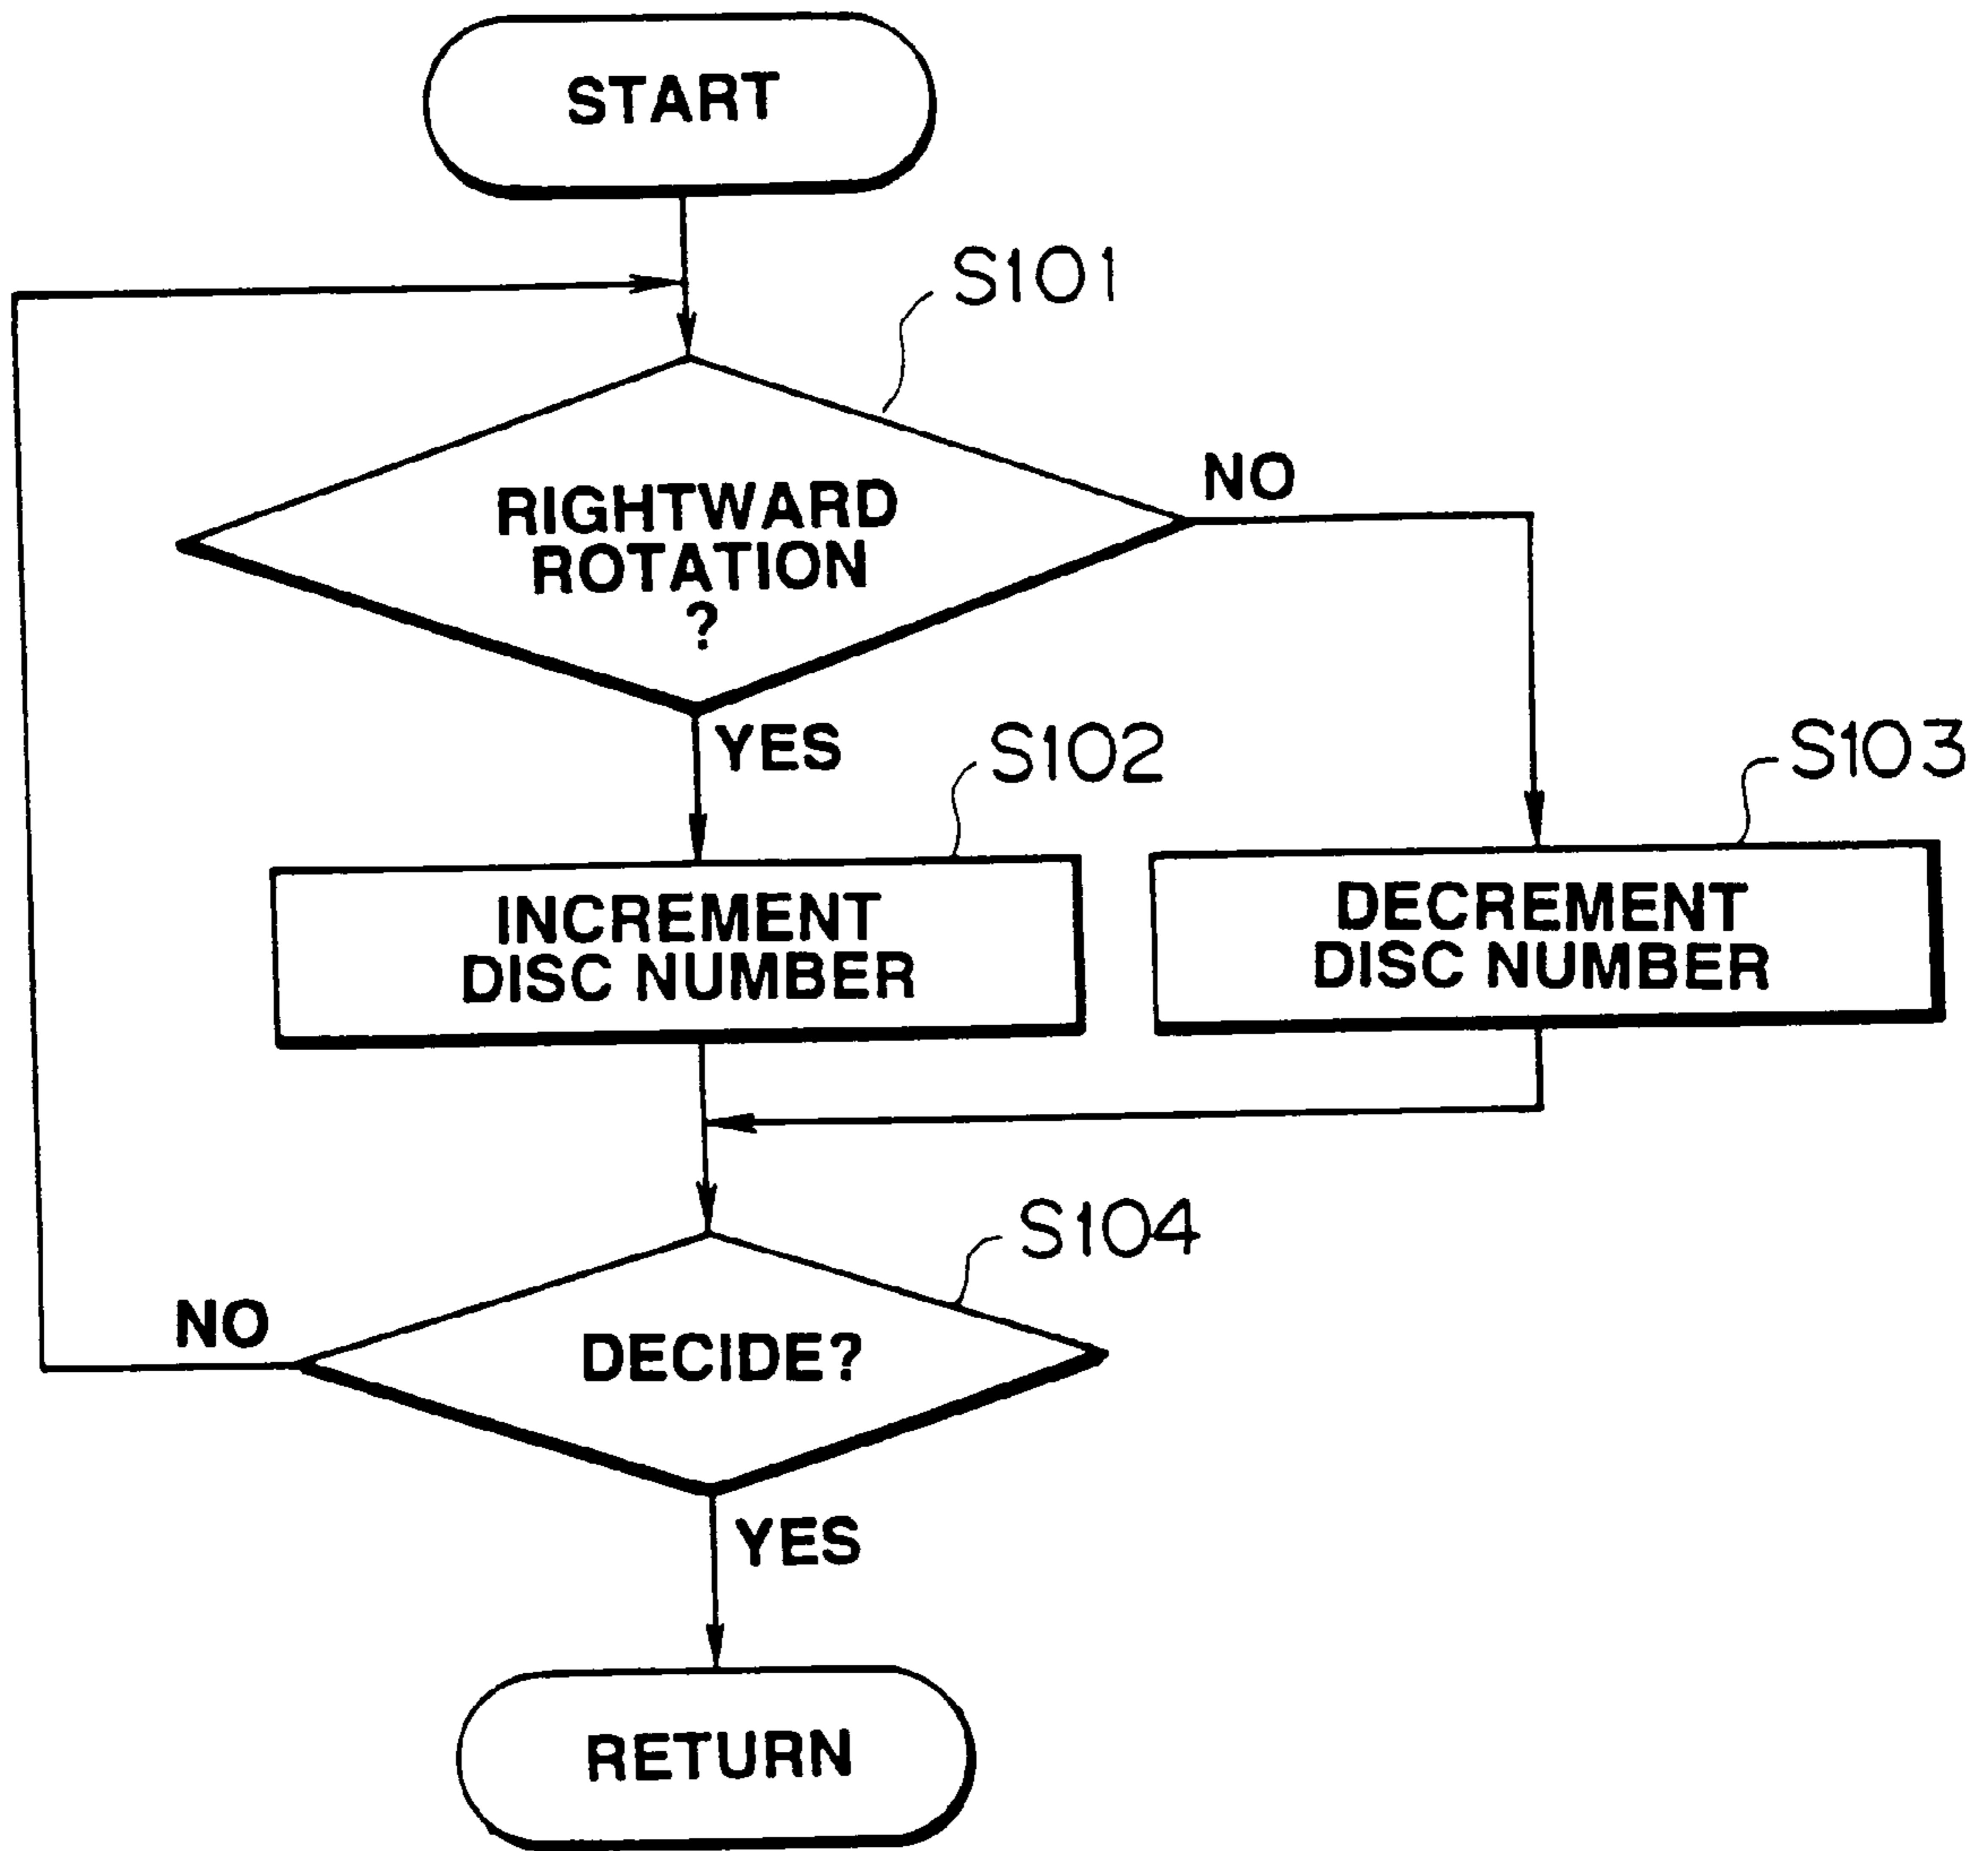 START
S101
NO
RIGHTWARD
ROTATION
?
YES
S102
S103
INCREMENT
DISC NUMBER
DECREMENT
DISC NUMBER
S104
NO
DECIDE?
YES
RETURN